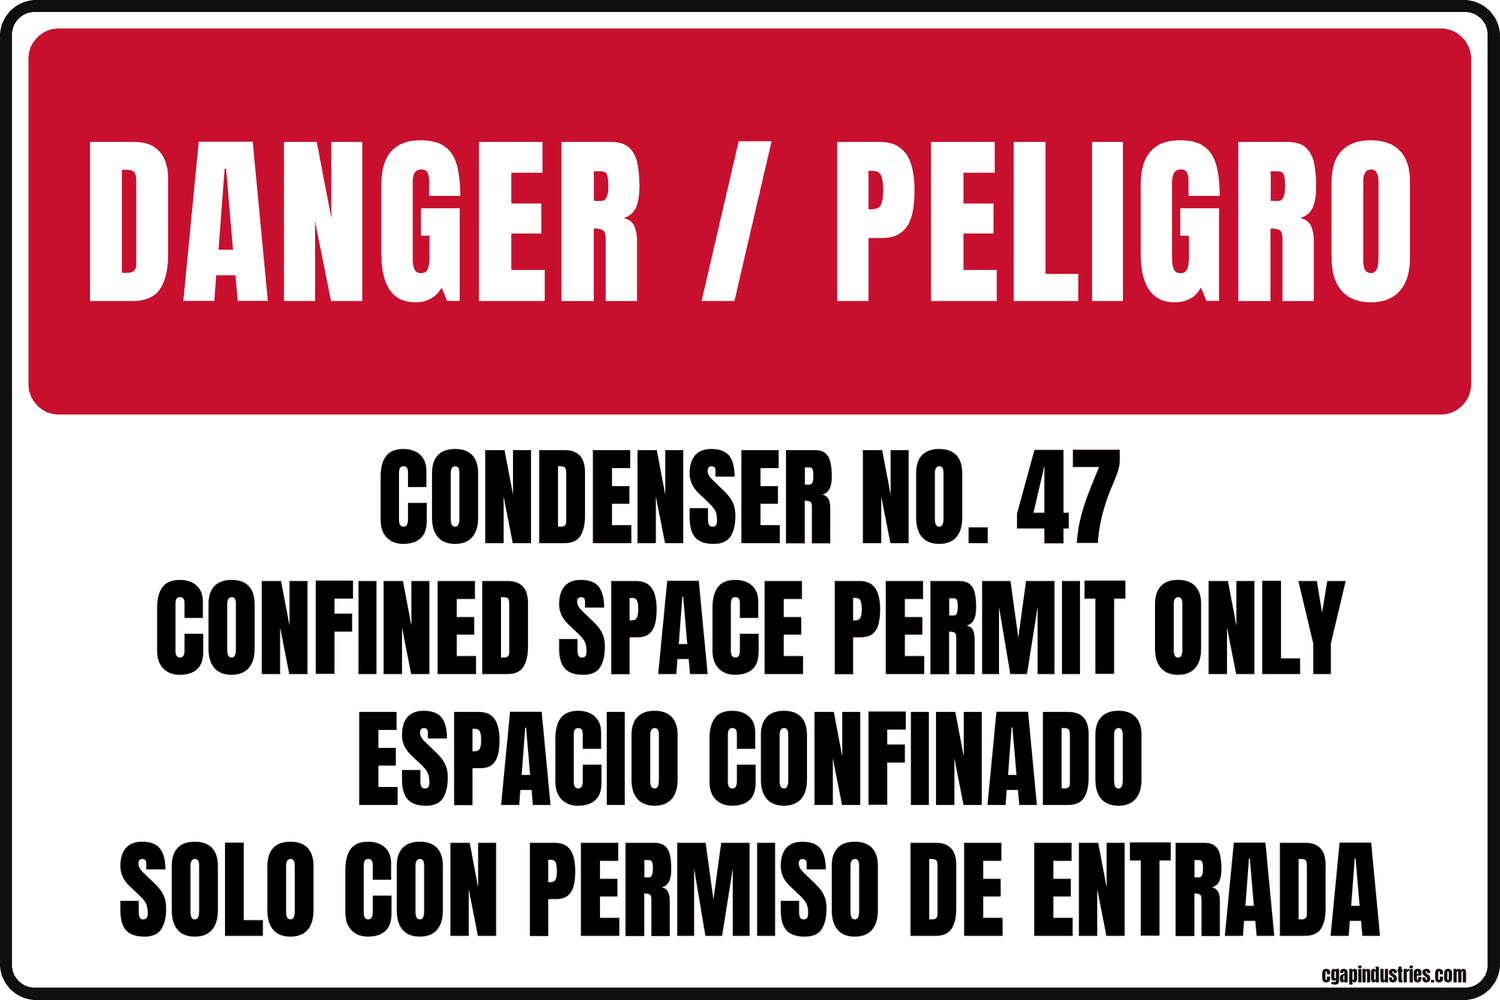 DANGER / PELIGRO
CONDENSER NO. 47
CONFINED SPACE PERMIT ONLY
ESPACIO CONFINADO
SOLO CON PERMISO DE ENTRADA
cgapindustries.com